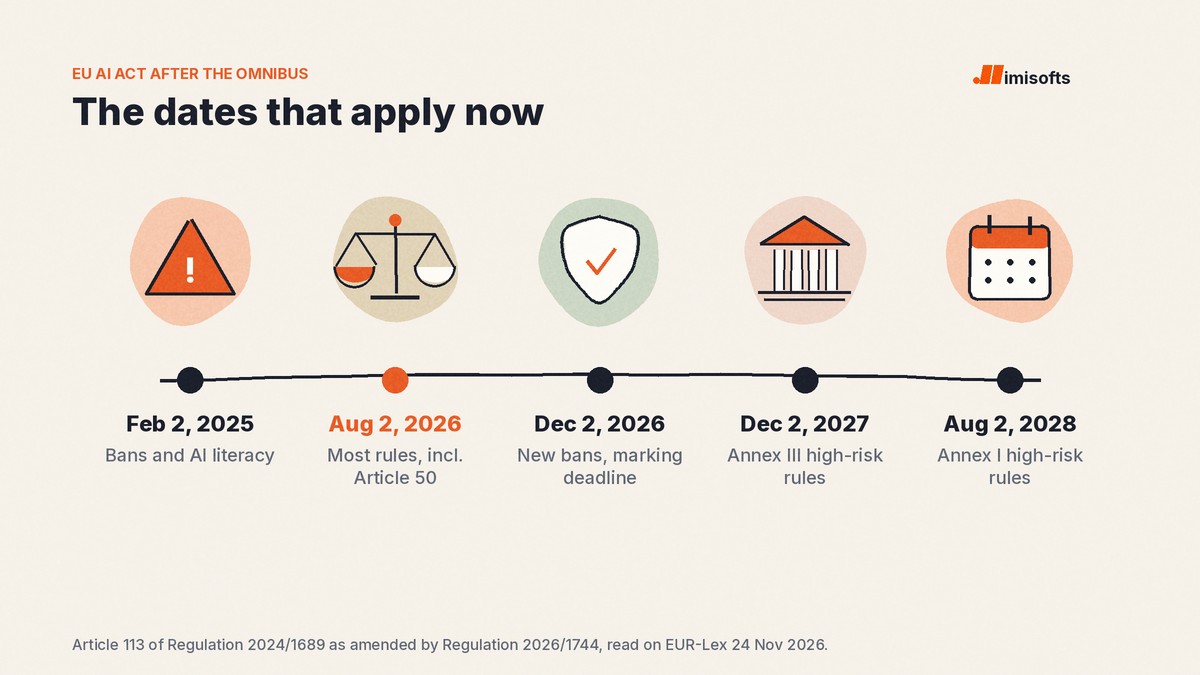 EU AI ACT AFTER THE OMNIBUS
imisofts
The dates that apply now
Feb 2, 2025
Bans and AI literacy
Aug 2, 2026
Most rules, incl.
Article 50
Dec 2, 2026
New bans, marking
deadline
Dec 2, 2027
Annex III high-risk
rules
Aug 2, 2028
Annex I high-risk
rules
Article 113 of Regulation 2024/1689 as amended by Regulation 2026/1744, read on EUR-Lex 24 Nov 2026.